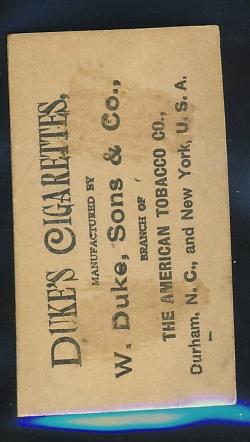 DUKE'S CIGARETTES,
MANUFACTURED BY
W. Duke, Sons & Co.,
BRANCH OF
THE AMERICAN TOBACCO CO.,
Durham, N. C., and New York, U. S. A.